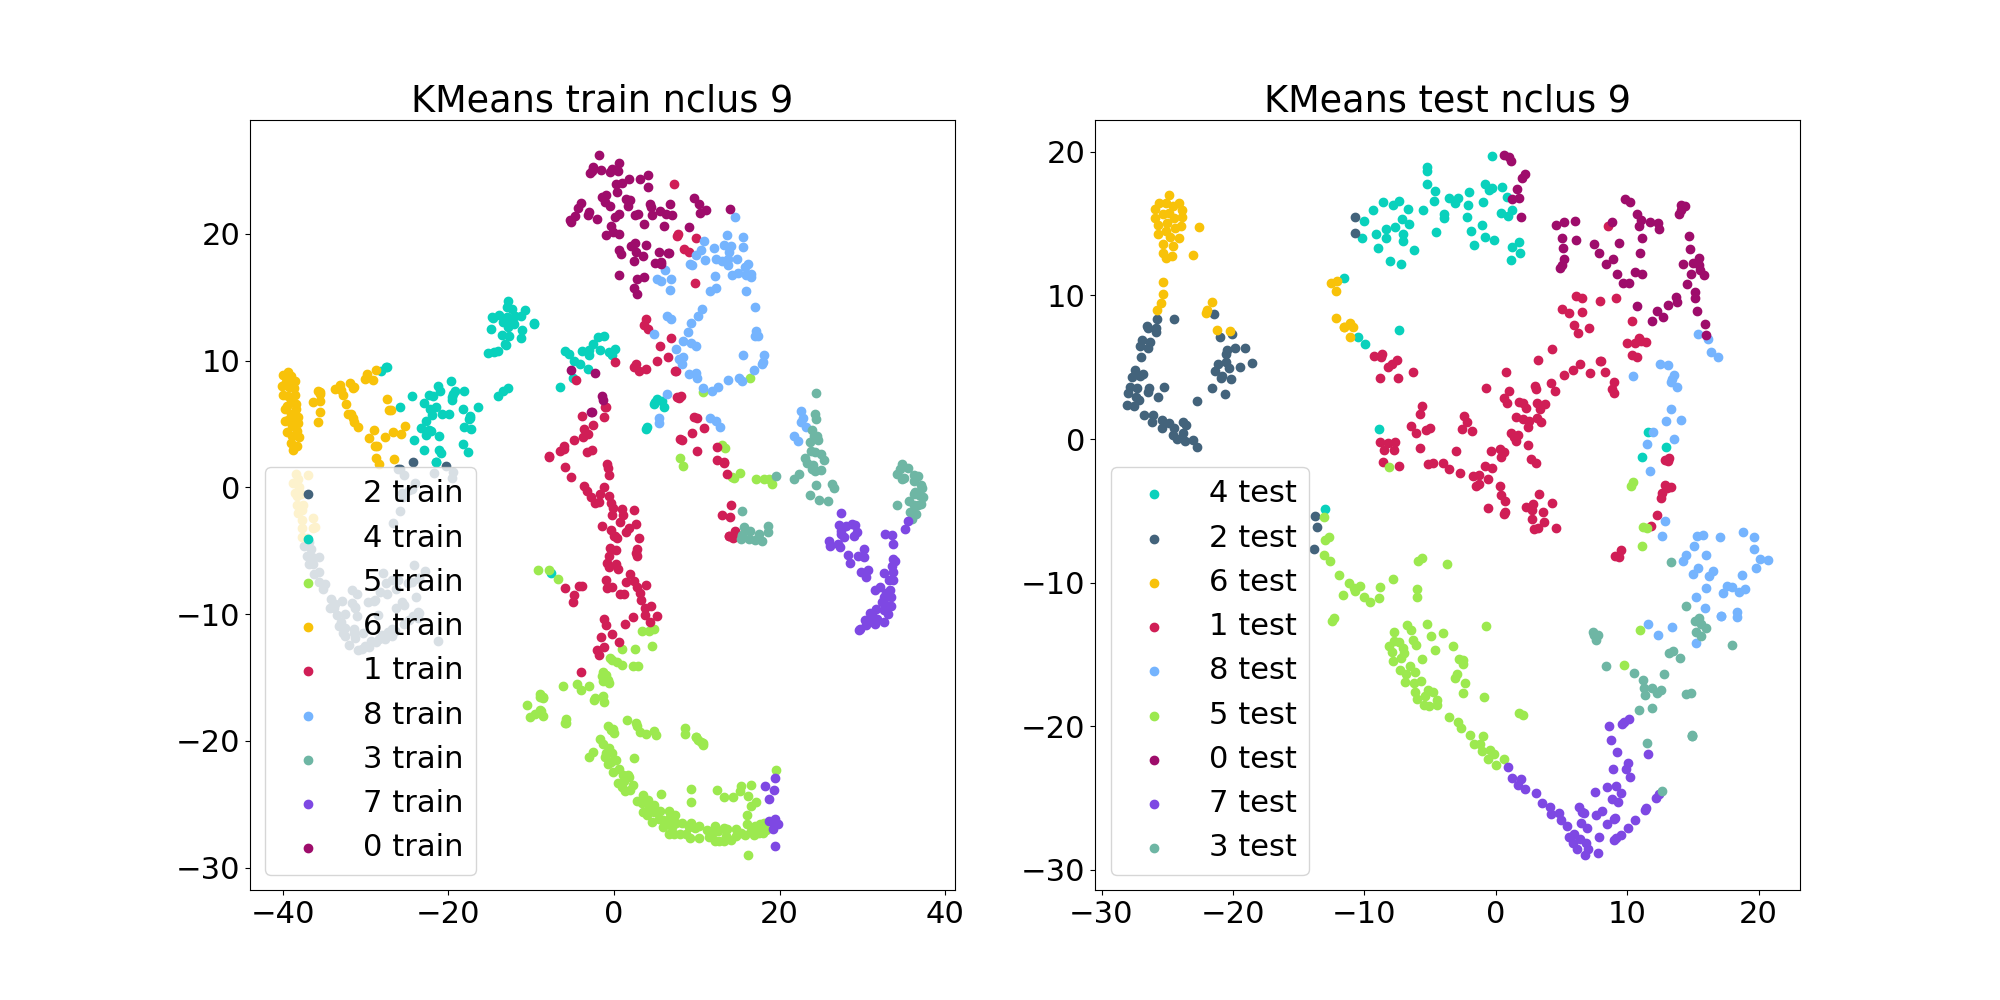 KMeans train nclus 9
20
10
0
−10
−20
−30
−40
−20
0
20
40
2 train
4 train
5 train
6 train
1 train
8 train
3 train
7 train
0 train
KMeans test nclus 9
20
10
0
−10
−20
−30
−30
−20
−10
0
10
20
4 test
2 test
6 test
1 test
8 test
5 test
0 test
7 test
3 test